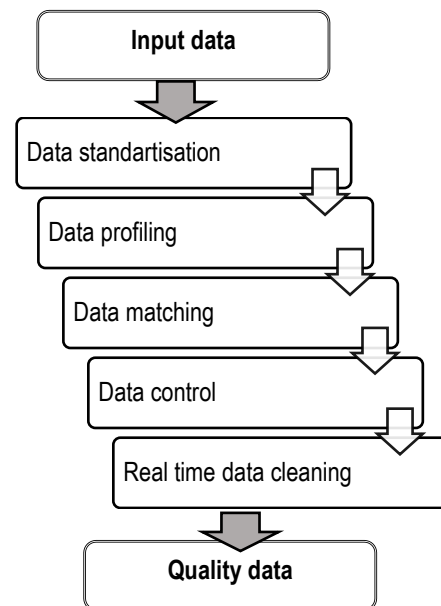 Input data
Data standartisation
Data profiling
Data matching
Data control
Real time data cleaning
Quality data